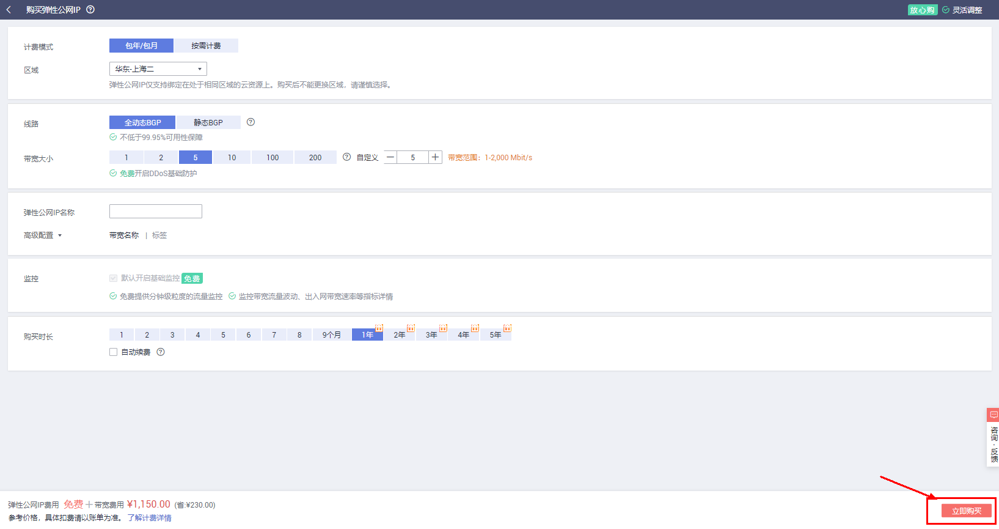 购买弹性公网IP
放心购 灵活调整
计费模式 包年/包月 按需计费
区域 华东-上海二
弹性公网IP仅支持绑定在处于相同区域的云资源上。购买后不能更换区域，请谨慎选择。
线路 全动态BGP 静态BGP
不低于99.95%可用性保障
带宽大小 1 2 5 10 100 200 自定义 5 带宽范围：1-2,000 Mbit/s
免费开启DDoS基础防护
弹性公网IP名称
高级配置 带宽名称 | 标签
监控 默认开启基础监控 免费
免费提供分钟级粒度的流量监控 监控带宽流量波动、出入网带宽速率等指标详情
购买时长 1 2 3 4 5 6 7 8 9个月 1年 2年 3年 4年 5年
自动续费
咨询·反馈
弹性公网IP费用 免费＋带宽费用 ¥1,150.00 (省:¥230.00)
参考价格，具体扣费请以账单为准。 了解计费详情
立即购买